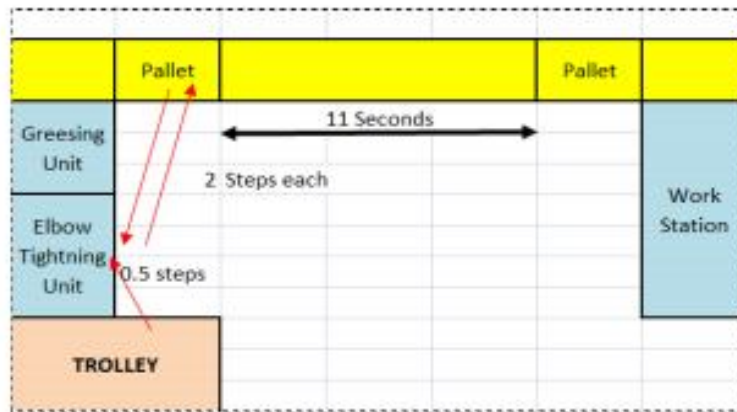 Pallet
Pallet
11 Seconds
Greesing
Unit
2 Steps each
Work
Station
Elbow
Tightning
Unit
0.5 steps
TROLLEY